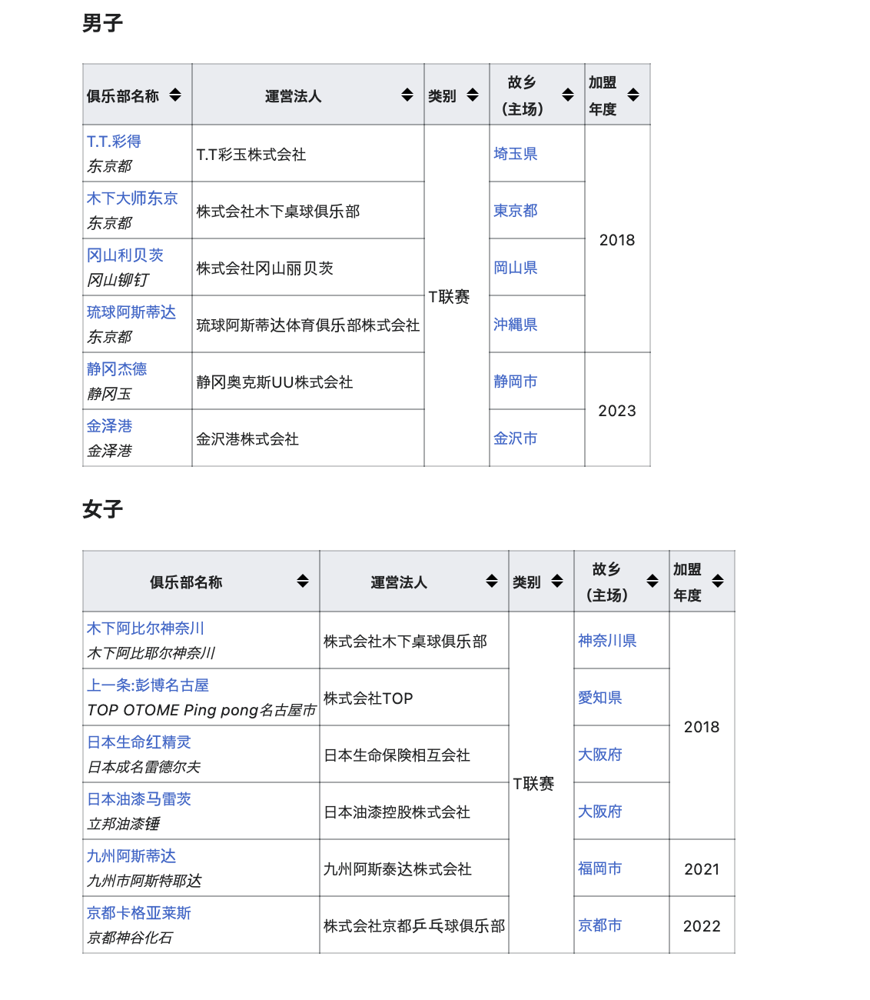 男子
俱乐部名称
運営法人
类别
故乡
（主场）
加盟
年度
T.T.彩得
东京都
T.T彩玉株式会社
埼玉県
木下大师东京
东京都
株式会社木下桌球俱乐部
東京都
冈山利贝茨
冈山铆钉
株式会社冈山丽贝茨
岡山県
琉球阿斯蒂达
东京都
琉球阿斯蒂达体育俱乐部株式会社
沖縄県
静冈杰德
静冈玉
静冈奥克斯UU株式会社
静岡市
金泽港
金泽港
金沢港株式会社
金沢市
T联赛
2018
2023
女子
俱乐部名称
運営法人
类别
故乡
（主场）
加盟
年度
木下阿比尔神奈川
木下阿比耶尔神奈川
株式会社木下桌球俱乐部
神奈川県
上一条:彭博名古屋
TOP OTOME Ping pong名古屋市
株式会社TOP
愛知県
日本生命红精灵
日本成名雷德尔夫
日本生命保険相互会社
大阪府
日本油漆马雷茨
立邦油漆锤
日本油漆控股株式会社
大阪府
九州阿斯蒂达
九州市阿斯特耶达
九州阿斯泰达株式会社
福岡市
京都卡格亚莱斯
京都神谷化石
株式会社京都乒乓球俱乐部
京都市
T联赛
2018
2021
2022